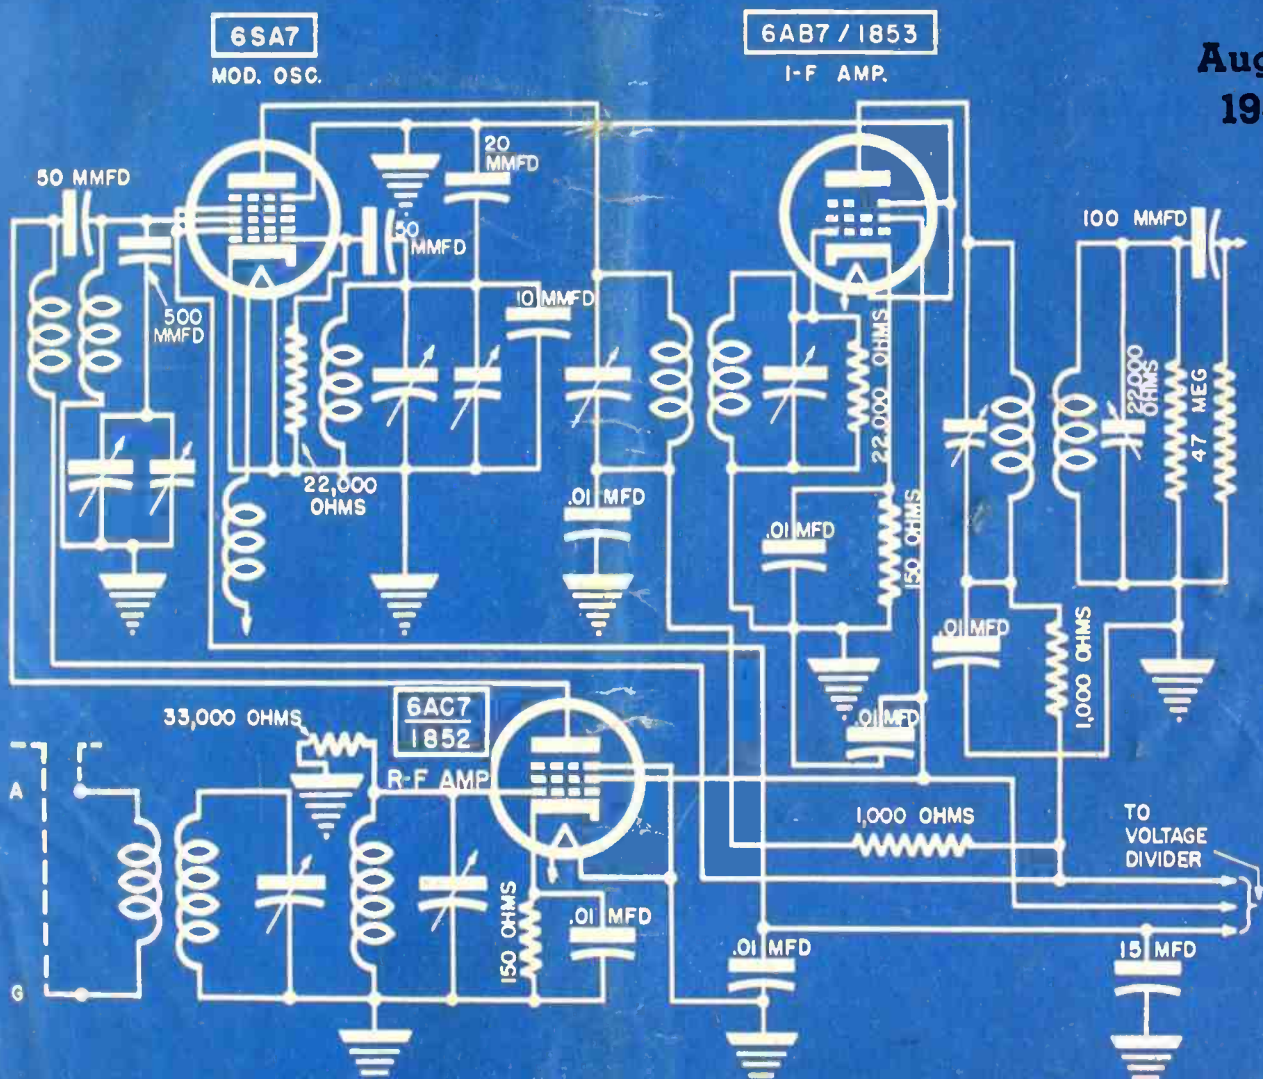 6SA7
MOD. OSC.
6AB7/1853
I-F AMP.
Aug
19
50 MMFD
20
MMFD
50
MMFD
100 MMFD
500
MMFD
10 MMFD
22,000 OHMS
22,000
OHMS
47 MEG
22,000
OHMS
.01 MFD
.01 MFD
150 OHMS
.01 MFD
1,000 OHMS
33,000 OHMS
6AC7
1852
R-F AMP
.01 MFD
A
1,000 OHMS
TO
VOLTAGE
DIVIDER
150 OHMS
.01 MFD
.01 MFD
15 MFD
G